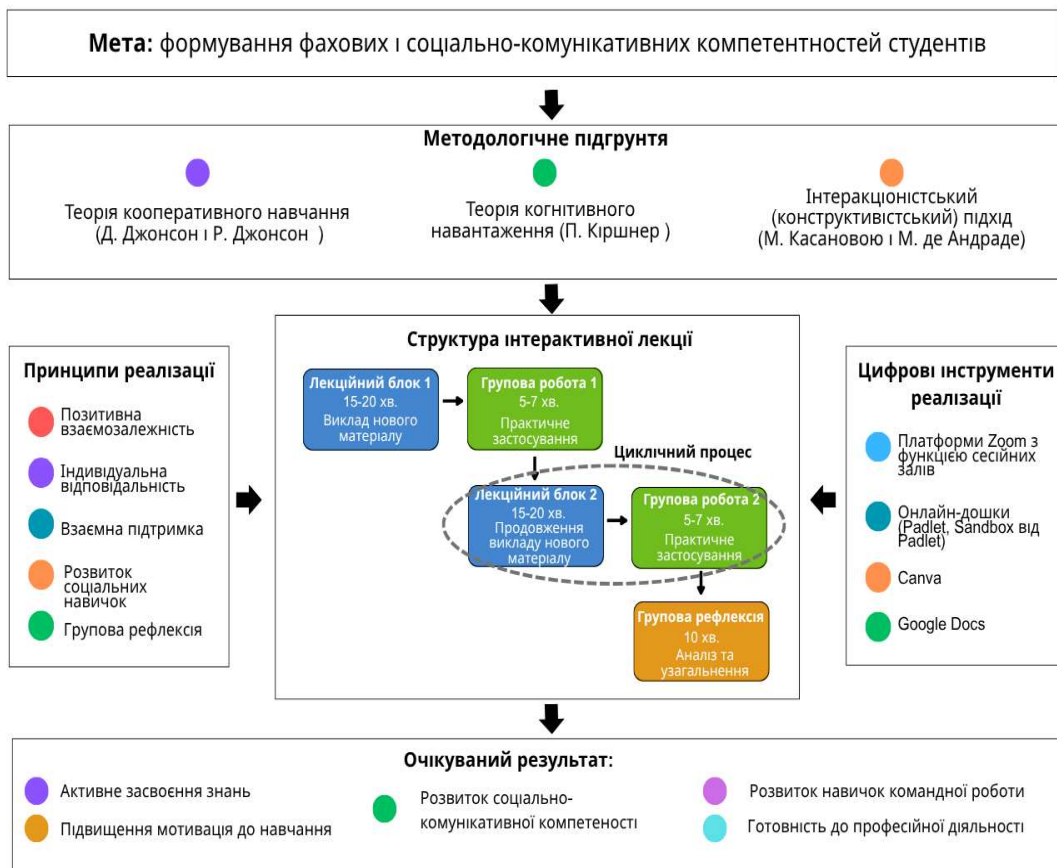 Мета: формування фахових і соціально-комунікативних компетентностей студентів
Методологічне підгрунтя
Теорія кооперативного навчання
(Д. Джонсон і Р. Джонсон )
Теорія когнітивного
навантаження (П. Кіршнер )
Інтеракціоністський
(конструктивістський) підхід
(М. Касановою і М. де Андраде)
Принципи реалізації
Позитивна
взаємозалежність
Індивідуальна
відповідальність
Взаємна підтримка
Розвиток
соціальних
навичок
Групова рефлексія
Структура інтерактивної лекції
Лекційний блок 1
15-20 хв.
Виклад нового
матеріалу
Групова робота 1
5-7 хв.
Практичне
застосування
Циклічний процес
Лекційний блок 2
15-20 хв.
Продовження
викладу нового
матеріалу
Групова робота 2
5-7 хв.
Практичне
застосування
Групова рефлексія
10 хв.
Аналіз та
узагальнення
Цифрові інструменти
реалізації
Платформи Zoom з
функцією сесійних
залів
Онлайн-дошки
(Padlet, Sandbox від
Padlet)
Canva
Google Docs
Очікуваний результат:
Активне засвоєння знань
Підвищення мотивація до навчання
Розвиток соціально-
комунікативної компетеності
Розвиток навичок командної роботи
Готовність до професійної діяльності